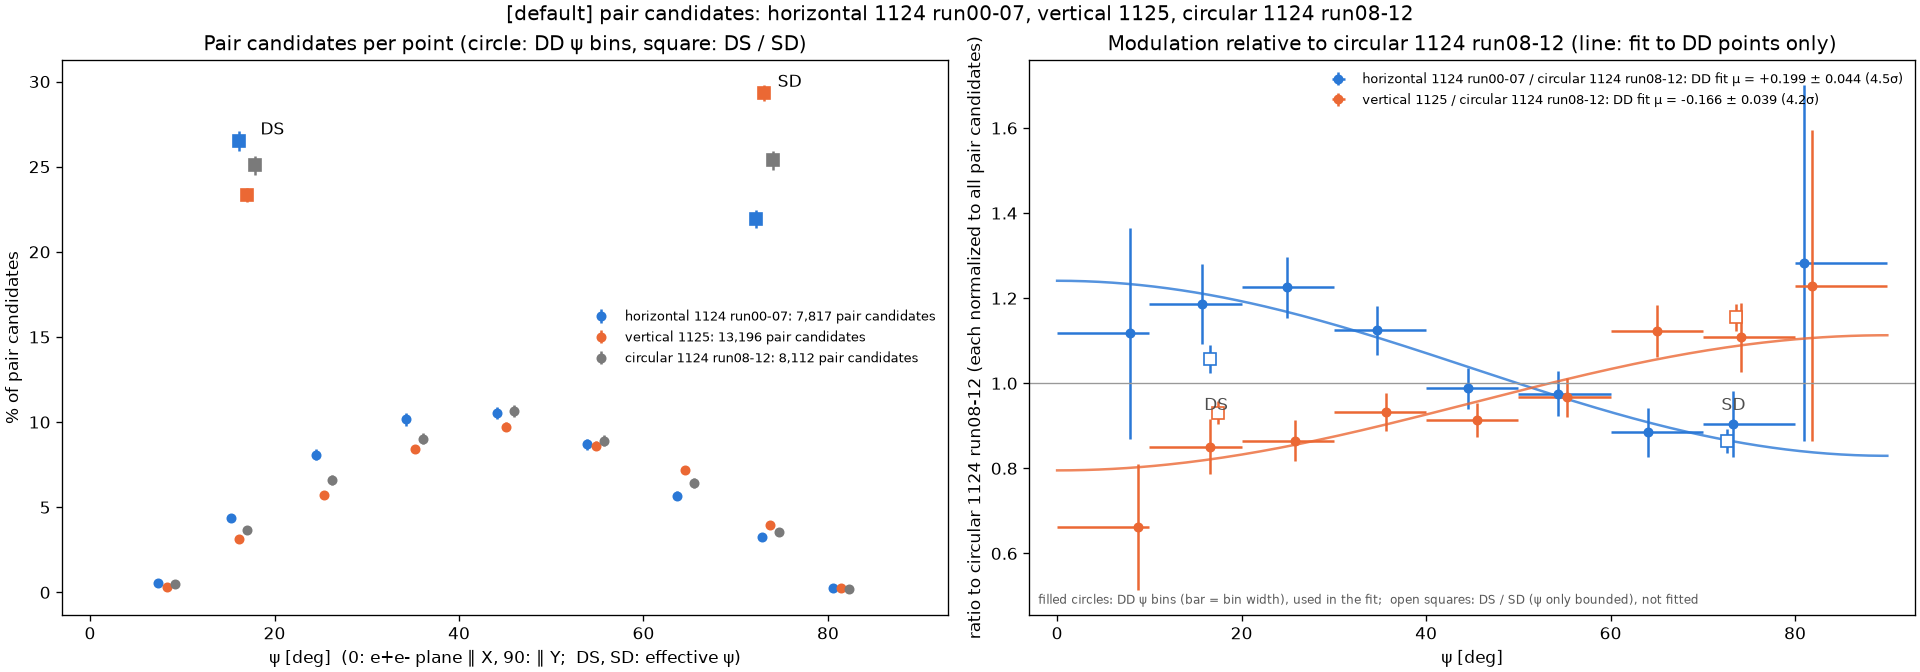 [default] pair candidates: horizontal 1124 run00-07, vertical 1125, circular 1124 run08-12
Pair candidates per point (circle: DD ψ bins, square: DS / SD)
% of pair candidates
30
25
20
15
10
5
0
DS
SD
horizontal 1124 run00-07: 7,817 pair candidates
vertical 1125: 13,196 pair candidates
circular 1124 run08-12: 8,112 pair candidates
0 20 40 60 80
ψ [deg] (0: e+e- plane ∥ X, 90: ∥ Y; DS, SD: effective ψ)
Modulation relative to circular 1124 run08-12 (line: fit to DD points only)
ratio to circular 1124 run08-12 (each normalized to all pair candidates)
horizontal 1124 run00-07 / circular 1124 run08-12: DD fit μ = +0.199 ± 0.044 (4.5σ)
vertical 1125 / circular 1124 run08-12: DD fit μ = -0.166 ± 0.039 (4.2σ)
1.6
1.4
1.2
1.0
0.8
0.6
DS
SD
filled circles: DD ψ bins (bar = bin width), used in the fit; open squares: DS / SD (ψ only bounded), not fitted
0 20 40 60 80
ψ [deg]